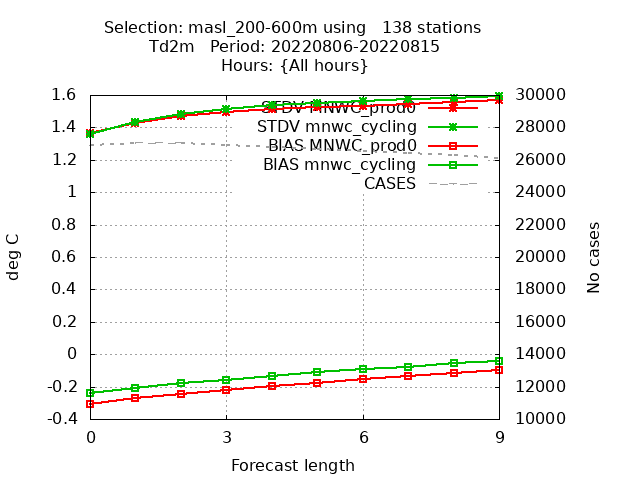 Selection: masl_200-600m using   138 stations
Td2m   Period: 20220806-20220815
Hours: {All hours}
1.6
1.4
1.2
1
0.8
0.6
0.4
0.2
0
-0.2
-0.4
deg C
STDV MNWC_prod0
STDV mnwc_cycling
BIAS MNWC_prod0
BIAS mnwc_cycling
CASES
30000
28000
26000
24000
22000
20000
18000
16000
14000
12000
10000
No cases
0 3 6 9
Forecast length